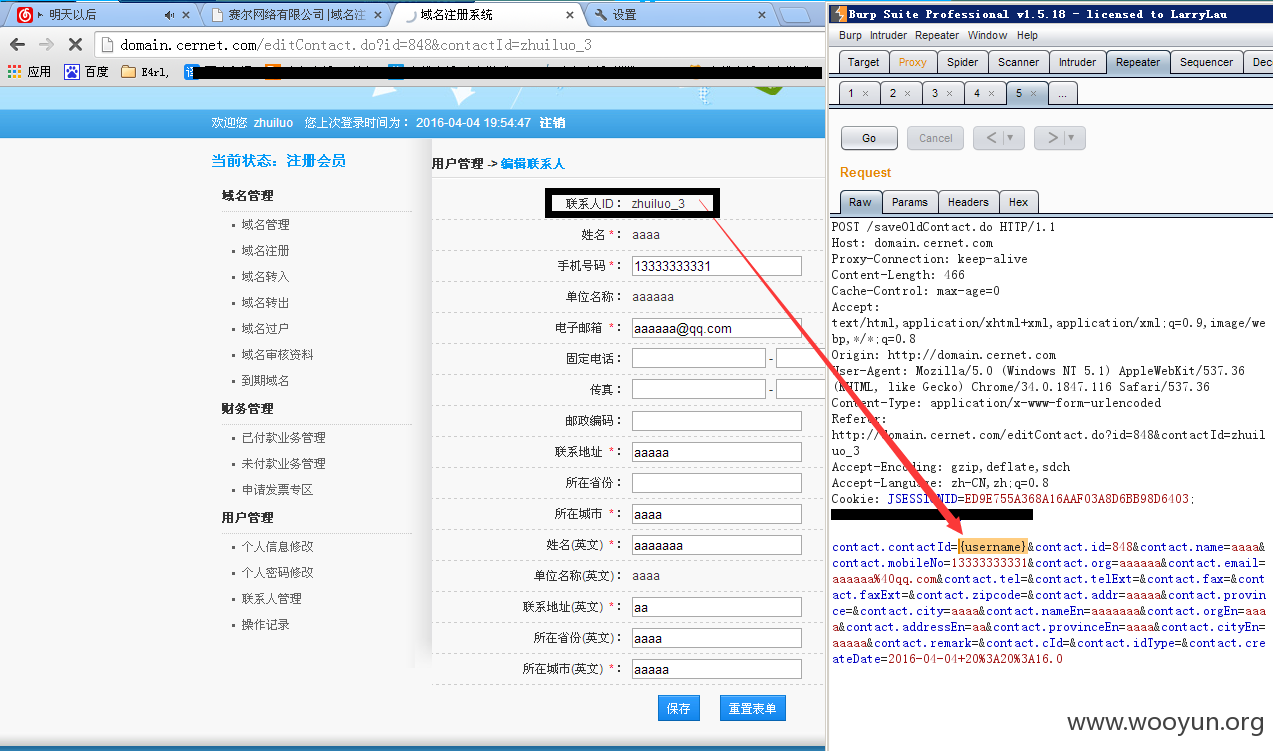 明天以后
赛尔网络有限公司 |域名注
域名注册系统
设置
domain.cernet.com/editContact.do?id=848&contactId=zhuiluo_3
应用
百度
E4rl,
译
欢迎您 zhuiluo 您上次登录时间为： 2016-04-04 19:54:47 注销
当前状态：注册会员
域名管理
域名管理
域名注册
域名转入
域名转出
域名过户
域名审核资料
到期域名
财务管理
已付款业务管理
未付款业务管理
申请发票专区
用户管理
个人信息修改
个人密码修改
联系人管理
操作记录
用户管理 -> 编辑联系人
联系人ID： zhuiluo_3
姓名 *： aaaa
手机号码 *： 13333333331
单位名称： aaaaaa
电子邮箱 *： aaaaaa@qq.com
固定电话： -
传真： -
邮政编码：
联系地址 *： aaaaa
所在省份：
所在城市 *： aaaa
姓名(英文) *： aaaaaaa
单位名称(英文)： aaaa
联系地址(英文) *： aa
所在省份(英文) *： aaaa
所在城市(英文) *： aaaaa
保存 重置表单
Burp Suite Professional v1.5.18 - licensed to LarryLau
Burp Intruder Repeater Window Help
Target Proxy Spider Scanner Intruder Repeater Sequencer Dec
1 × 2 × 3 × 4 × 5 × ...
Go Cancel < ▼ > ▼
Request
Raw Params Headers Hex
POST /saveOldContact.do HTTP/1.1
Host: domain.cernet.com
Proxy-Connection: keep-alive
Content-Length: 466
Cache-Control: max-age=0
Accept:
text/html,application/xhtml+xml,application/xml;q=0.9,image/we
bp,*/*;q=0.8
Origin: http://domain.cernet.com
User-Agent: Mozilla/5.0 (Windows NT 5.1) AppleWebKit/537.36
(KHTML, like Gecko) Chrome/34.0.1847.116 Safari/537.36
Content-Type: application/x-www-form-urlencoded
Referer:
http://domain.cernet.com/editContact.do?id=848&contactId=zhuil
uo_3
Accept-Encoding: gzip,deflate,sdch
Accept-Language: zh-CN,zh;q=0.8
Cookie: JSESSIONID=ED9E755A368A16AAF03A8D6BB98D6403;
contact.contactId={username}&contact.id=848&contact.name=aaaa&
contact.mobileNo=13333333331&contact.org=aaaaaa&contact.email=
aaaaaa%40qq.com&contact.tel=&contact.telExt=&contact.fax=&cont
act.faxExt=&contact.zipcode=&contact.addr=aaaaa&contact.provin
ce=&contact.city=aaaa&contact.nameEn=aaaaaaa&contact.orgEn=aaa
a&contact.addressEn=aa&contact.provinceEn=aaaa&contact.cityEn=
aaaaa&contact.remark=&contact.cId=&contact.idType=&contact.cre
ateDate=2016-04-04+20%3A20%3A16.0
www.wooyun.org